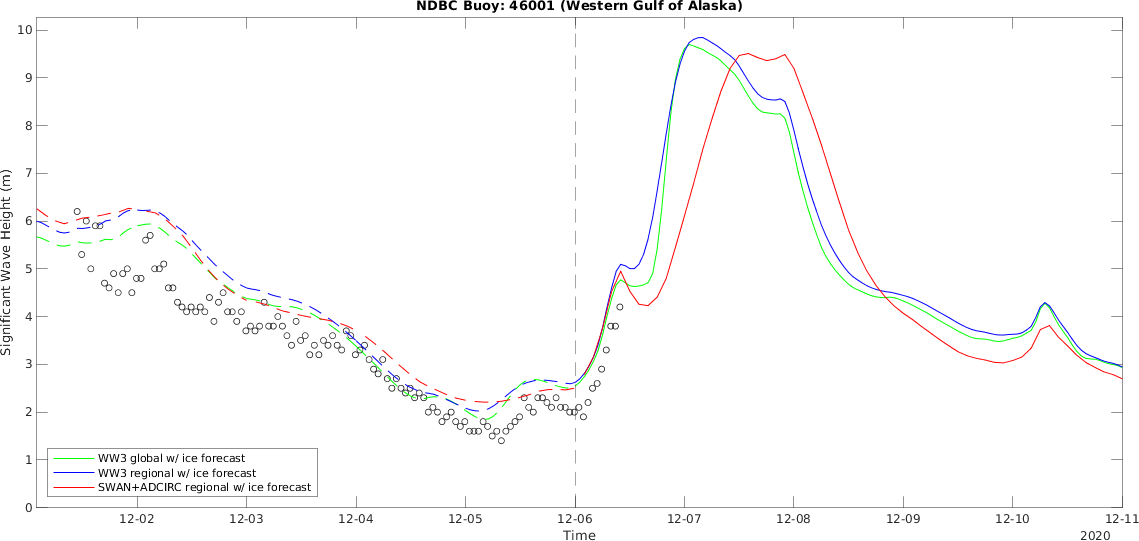 NDBC Buoy: 46001 (Western Gulf of Alaska)
10
9
8
7
6
5
4
3
2
1
0
Significant Wave Height (m)
WW3 global w/ ice forecast
WW3 regional w/ ice forecast
SWAN+ADCIRC regional w/ ice forecast
12-02 12-03 12-04 12-05 12-06 12-07 12-08 12-09 12-10 12-11
Time
2020